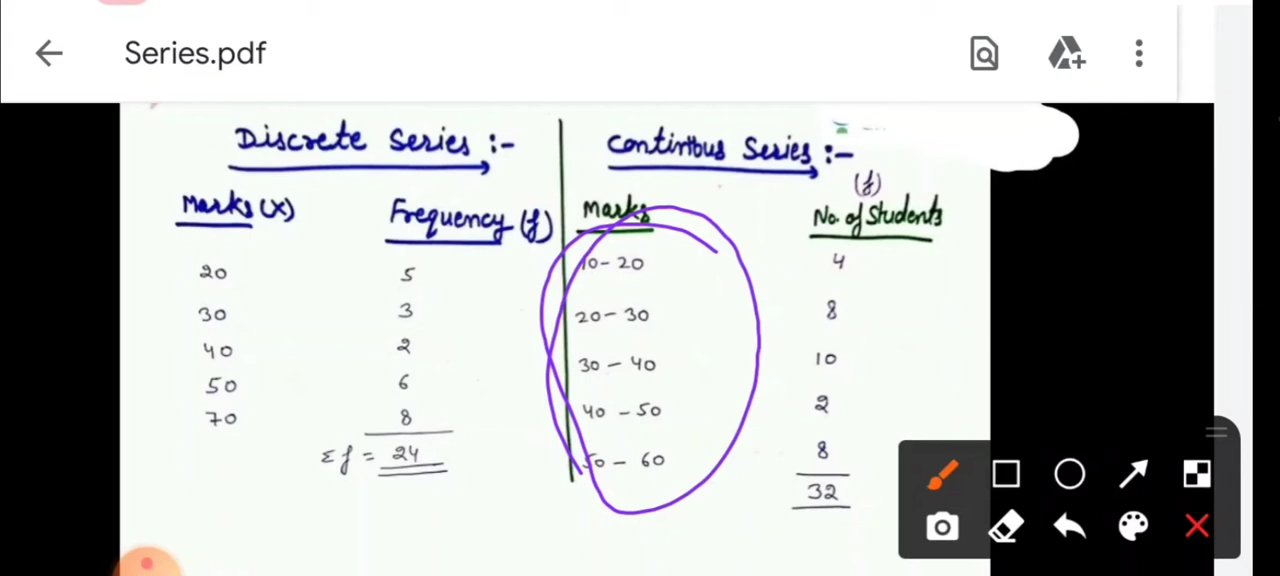 Series.pdf
Discrete Series :-
Marks (X) Frequency (f)
20 5
30 3
40 2
50 6
70 8
Σf = 24
Continuous Series :-
(f)
Marks No. of Students
10-20 4
20-30 8
30-40 10
40-50 2
50-60 8
32